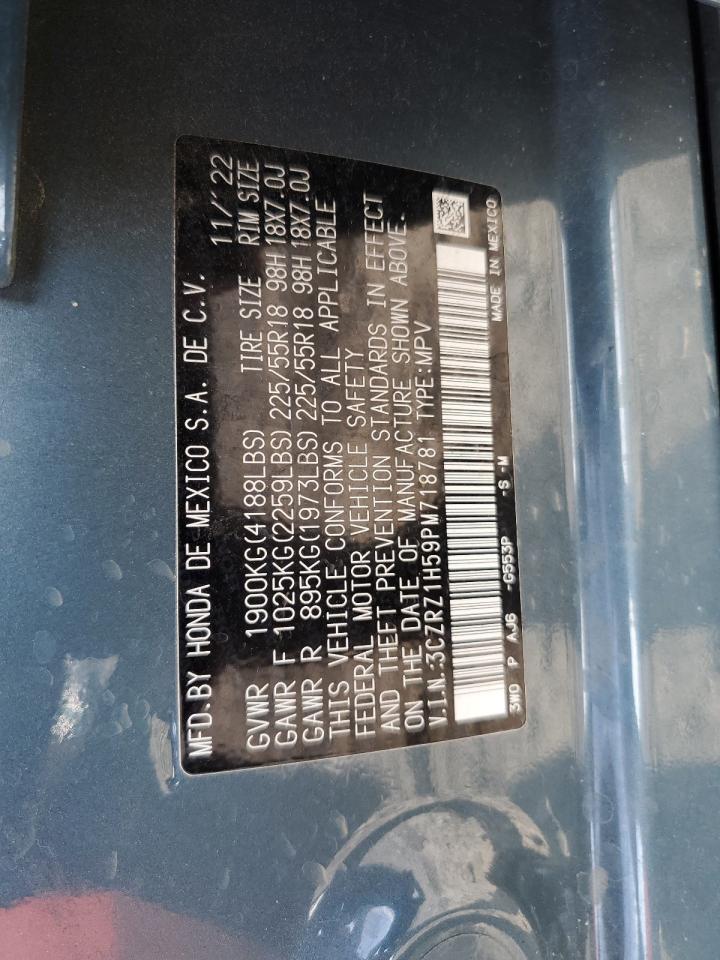 MFD.BY HONDA DE MEXICO S.A. DE C.V. 11/'22
GVWR 1900KG(4188LBS) TIRE SIZE RIM SIZE
GAWR F 1025KG(2259LBS) 225/55R18 98H 18X7.0J
GAWR R 895KG(1973LBS) 225/55R18 98H 18X7.0J
THIS VEHICLE CONFORMS TO ALL APPLICABLE
FEDERAL MOTOR VEHICLE SAFETY
AND THEFT PREVENTION STANDARDS IN EFFECT
ON THE DATE OF MANUFACTURE SHOWN ABOVE.
V.I.N.:3CZRZ1H59PM718781 TYPE:MPV
3W0 P AJ6 -G553P -S -M MADE IN MEXICO